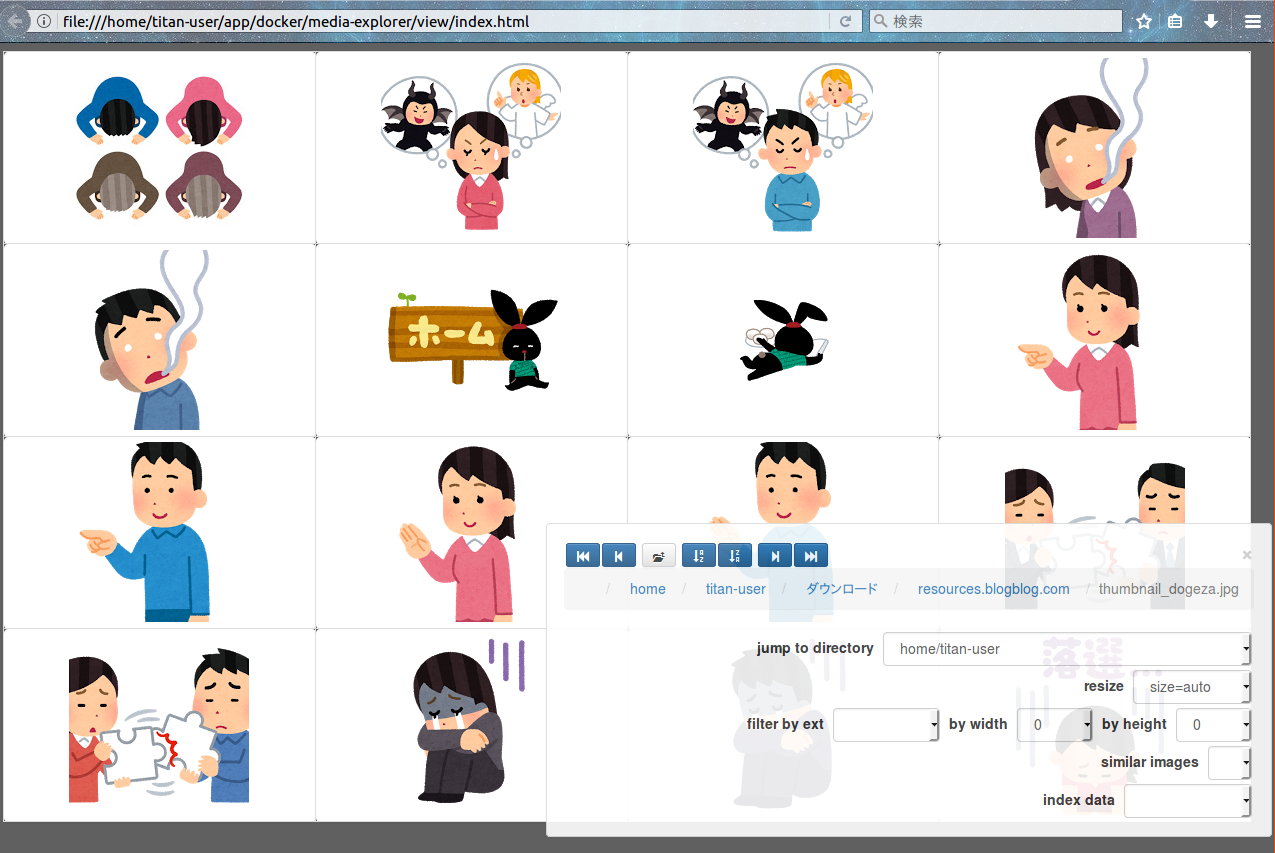 file:///home/titan-user/app/docker/media-explorer/view/index.html
検索
ホーム
/ home / titan-user / ダウンロード / resources.blogblog.com / thumbnail_dogeza.jpg
jump to directory home/titan-user
落選...
resize size=auto
filter by ext by width 0 by height 0
similar images
index data